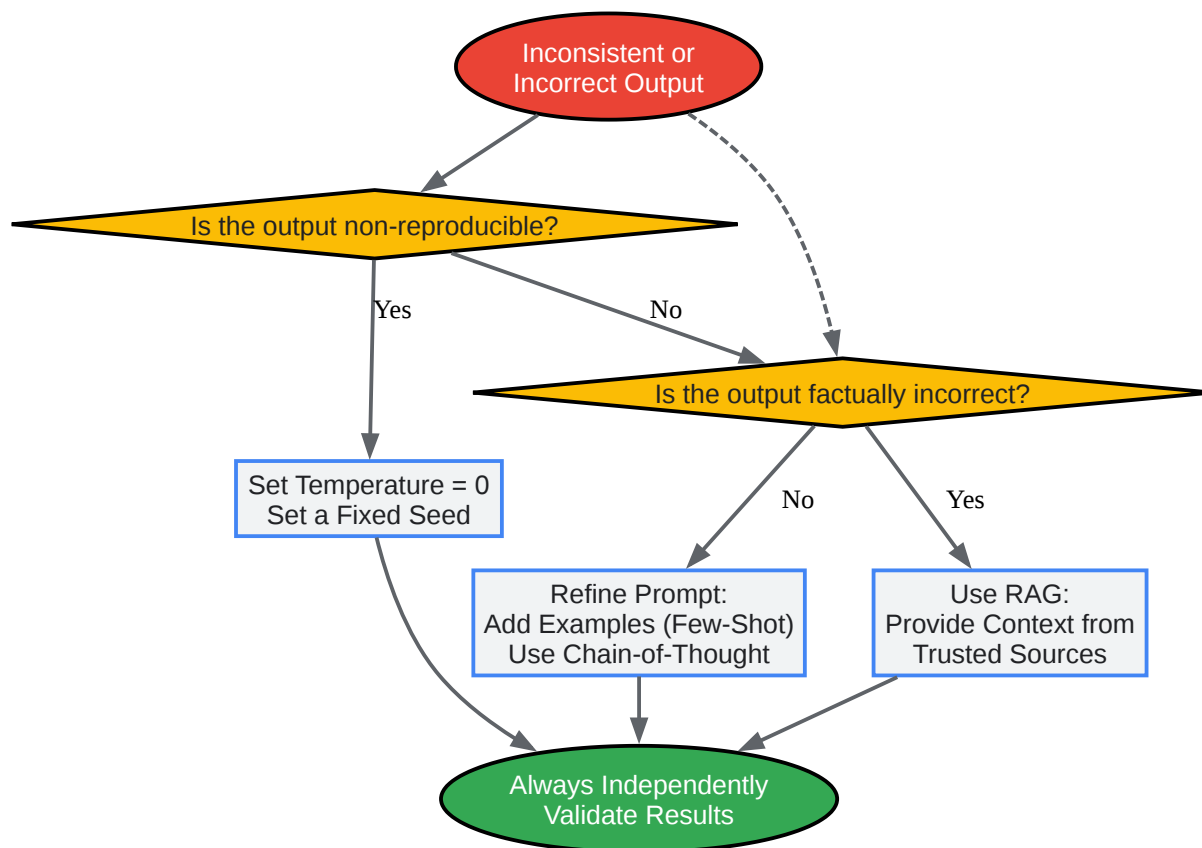 Inconsistent or
Incorrect Output
Is the output non-reproducible?
Yes
No
Is the output factually incorrect?
Set Temperature = 0
Set a Fixed Seed
No
Yes
Refine Prompt:
Add Examples (Few-Shot)
Use Chain-of-Thought
Use RAG:
Provide Context from
Trusted Sources
Always Independently
Validate Results